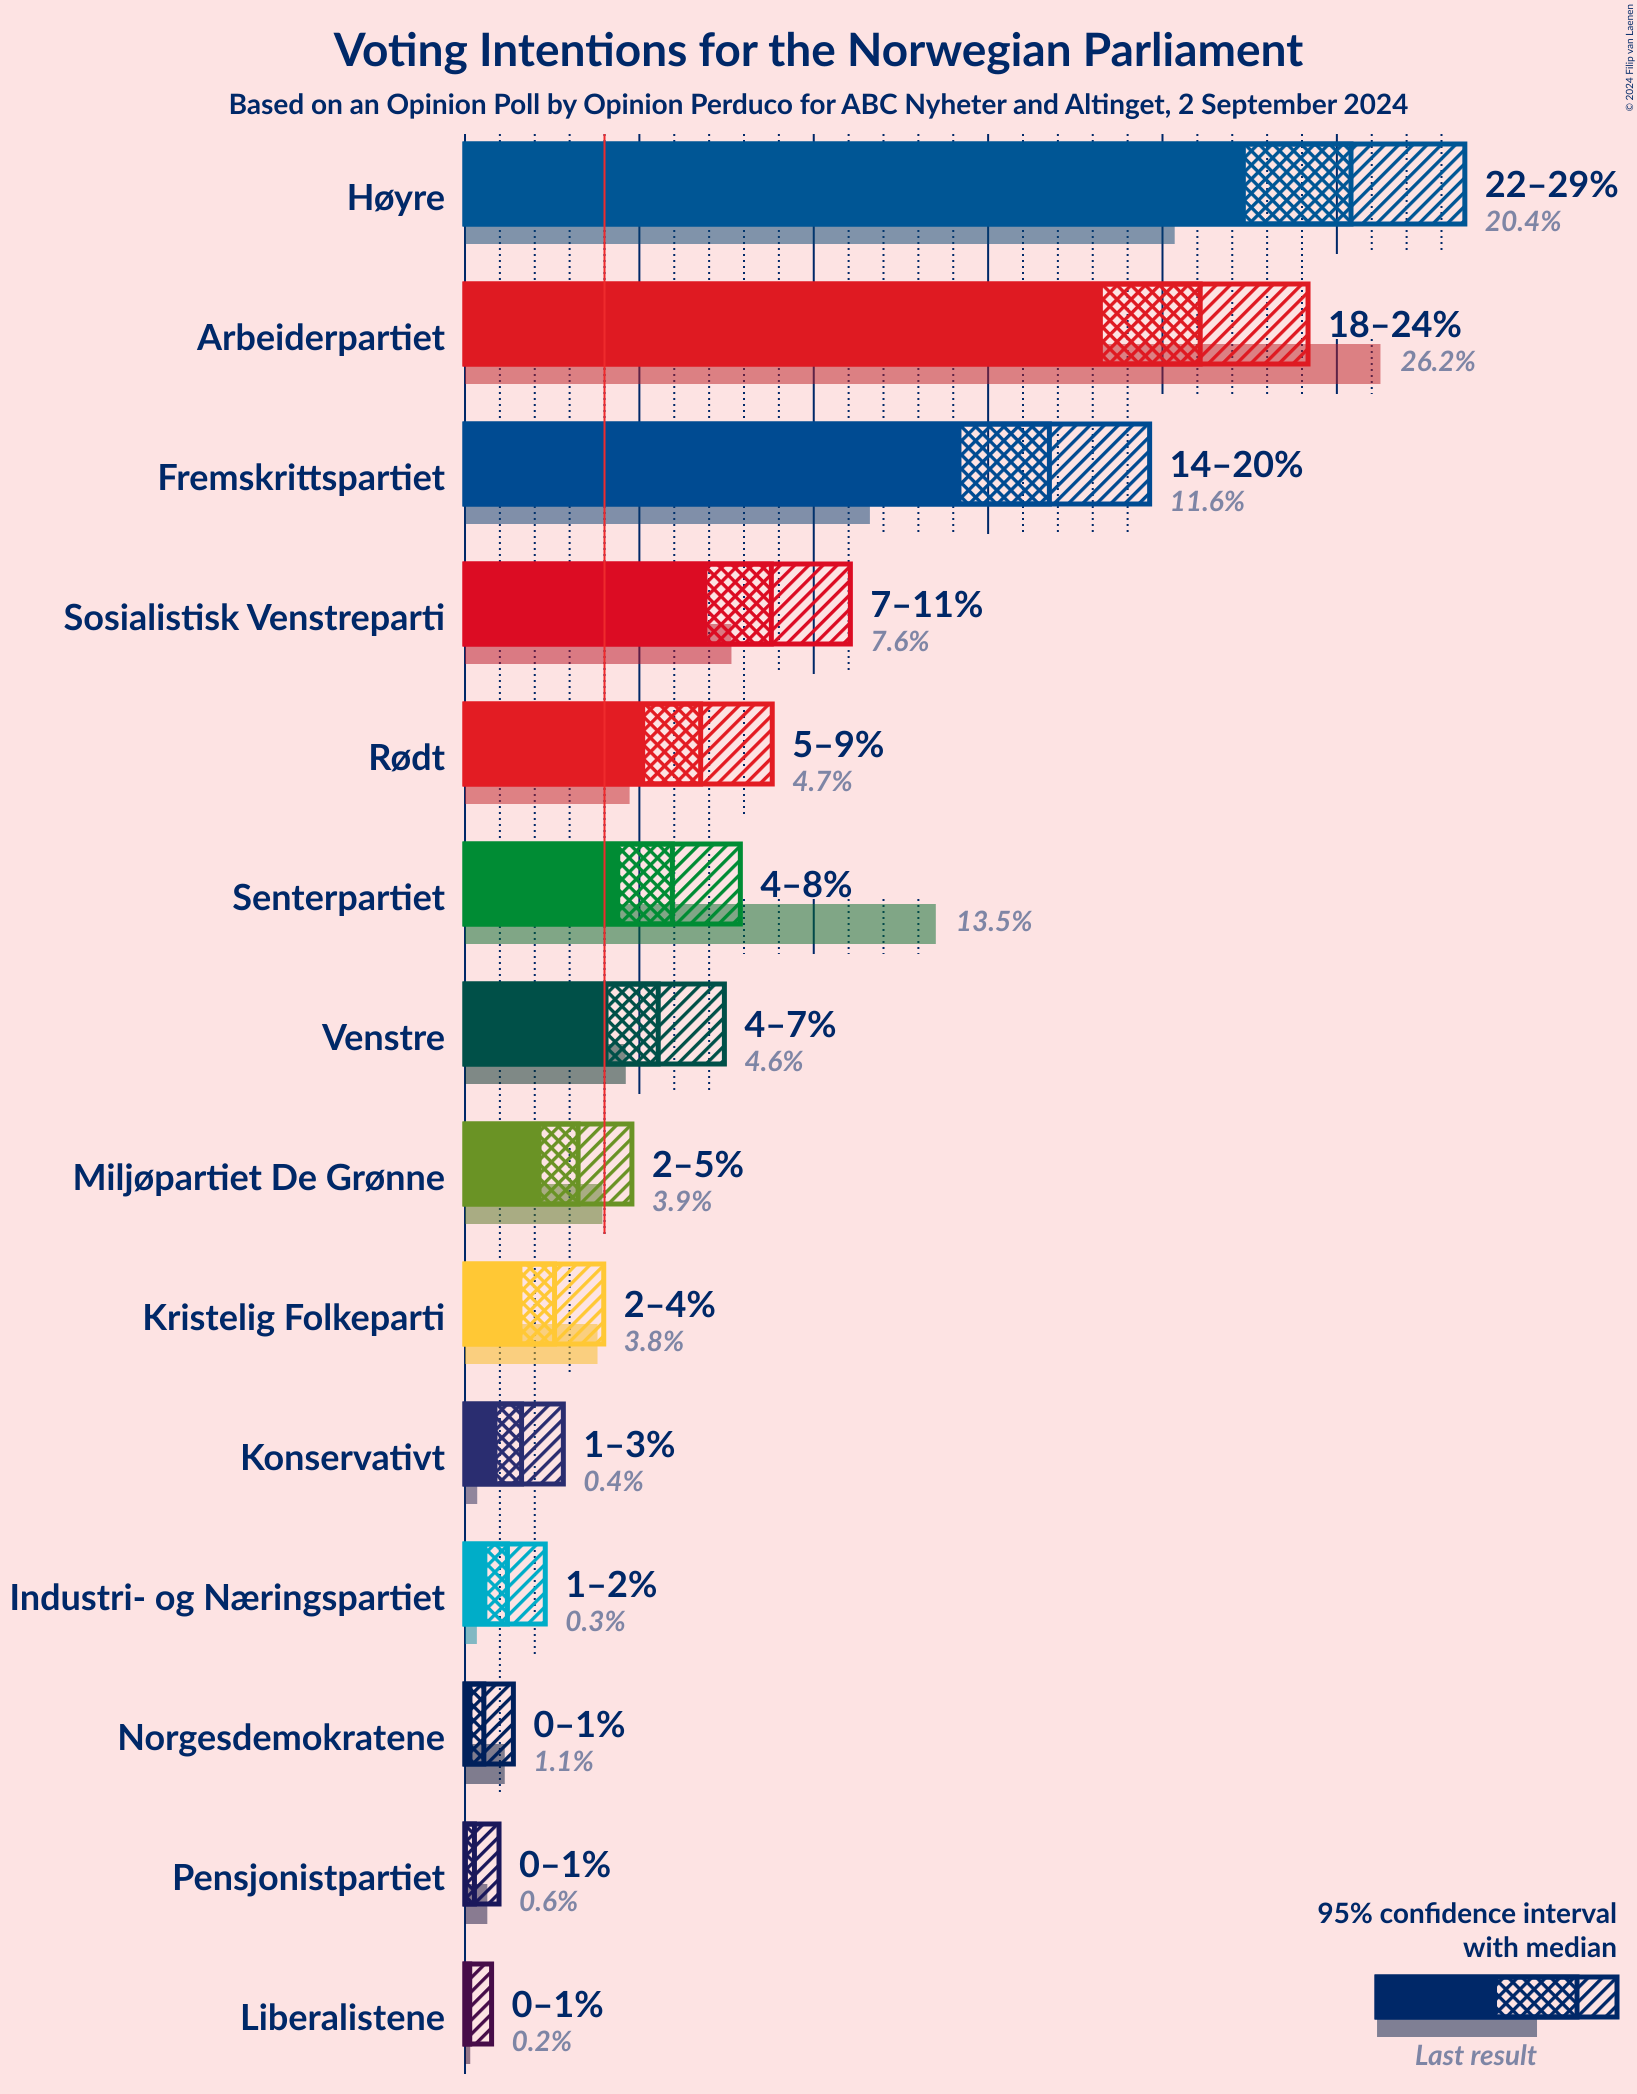 Voting Intentions for the Norwegian Parliament
Based on an Opinion Poll by Opinion Perduco for ABC Nyheter and Altinget, 2 September 2024
© 2024 Filip van Laenen
Høyre
22–29%
20.4%
Arbeiderpartiet
18–24%
26.2%
Fremskrittspartiet
14–20%
11.6%
Sosialistisk Venstreparti
7–11%
7.6%
Rødt
5–9%
4.7%
Senterpartiet
4–8%
13.5%
Venstre
4–7%
4.6%
Miljøpartiet De Grønne
2–5%
3.9%
Kristelig Folkeparti
2–4%
3.8%
Konservativt
1–3%
0.4%
Industri- og Næringspartiet
1–2%
0.3%
Norgesdemokratene
0–1%
1.1%
Pensjonistpartiet
0–1%
0.6%
Liberalistene
0–1%
0.2%
95% confidence interval
with median
Last result